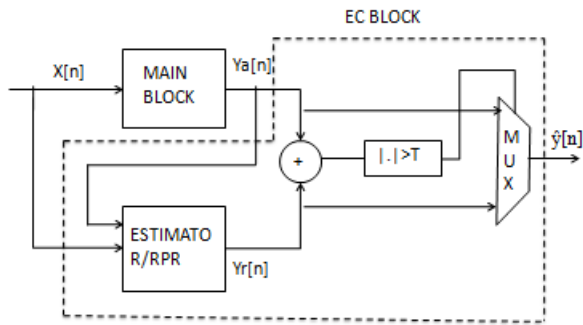 EC BLOCK
X[n]
MAIN
BLOCK
Ya[n]
+
|.|>T
M
U
X
ŷ[n]
ESTIMATO
R/RPR
Yr[n]